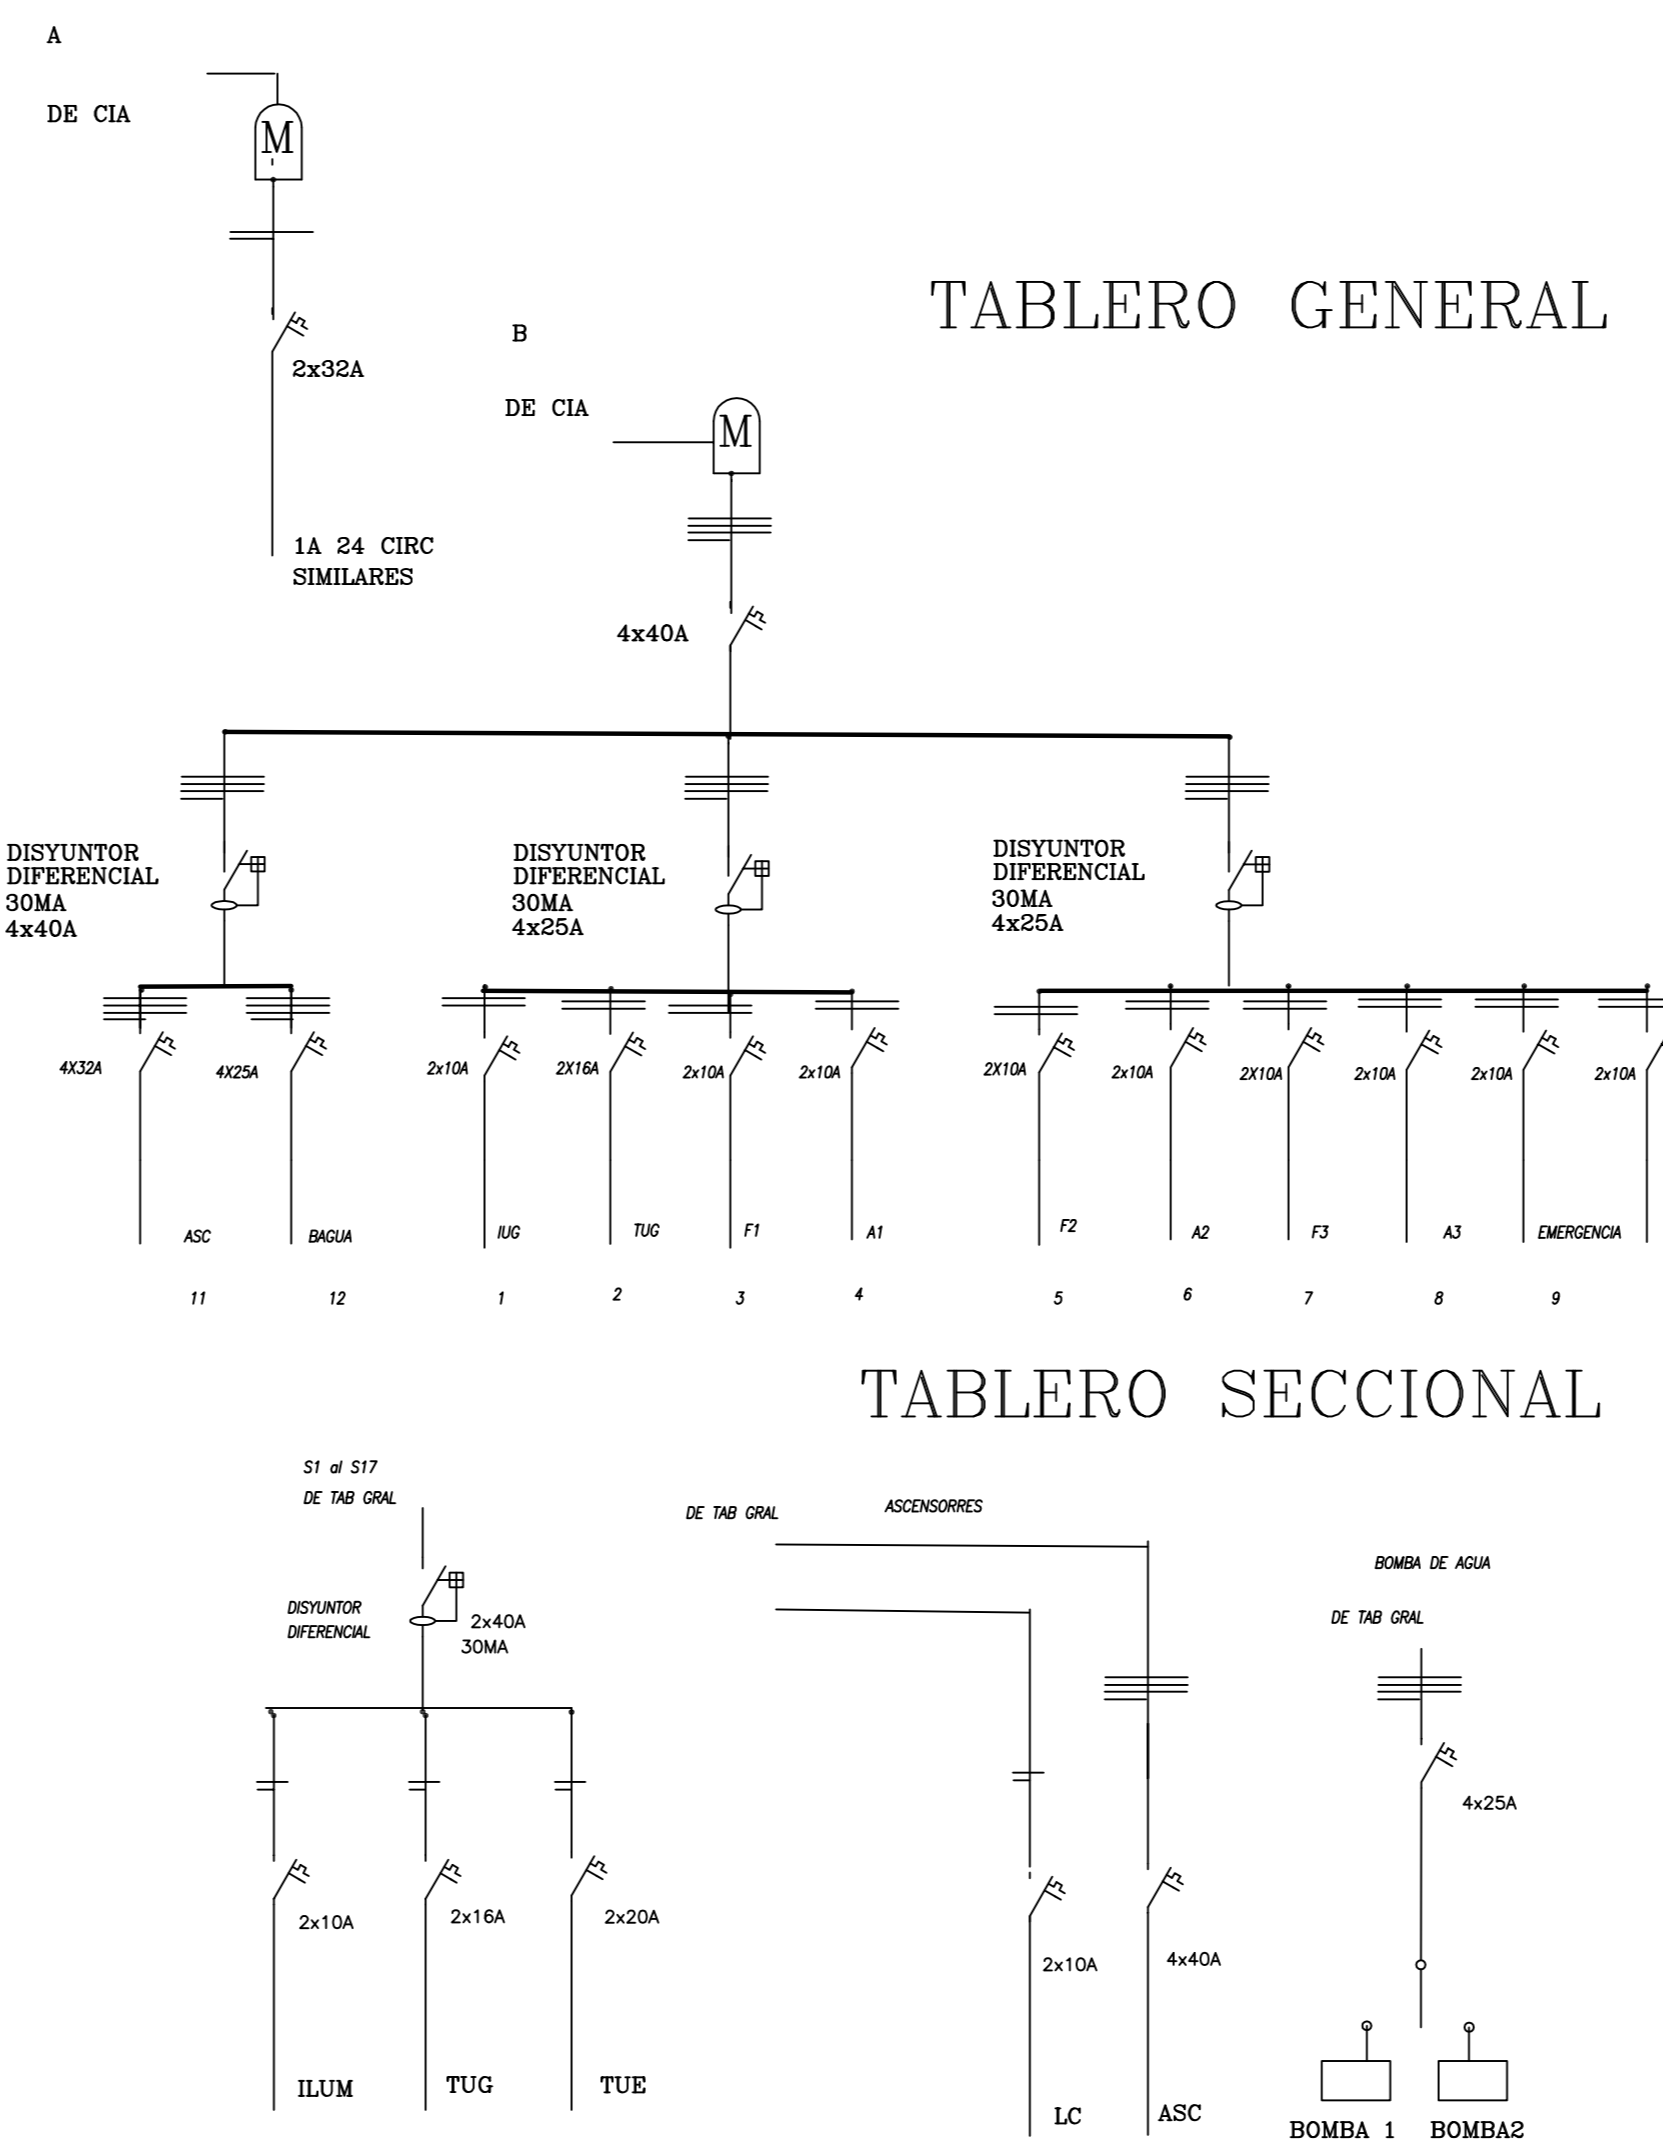 A
DE CIA
M
2x32A
1A 24 CIRC
SIMILARES
TABLERO GENERAL
B
DE CIA
M
4x40A
DISYUNTOR
DIFERENCIAL
30MA
4x40A
DISYUNTOR
DIFERENCIAL
30MA
4x25A
DISYUNTOR
DIFERENCIAL
30MA
4x25A
4X32A
4X25A
2x10A
2X16A
2x10A
2x10A
2X10A
2x10A
2X10A
2x10A
2x10A
2x10A
ASC
BAGUA
IUG
TUG
F1
A1
F2
A2
F3
A3
EMERGENCIA
11
12
1
2
3
4
5
6
7
8
9
TABLERO SECCIONAL
S1 al S17
DE TAB GRAL
DISYUNTOR
DIFERENCIAL
2x40A
30MA
2x10A
2x16A
2x20A
ILUM
TUG
TUE
DE TAB GRAL
ASCENSORRES
2x10A
4x40A
LC
ASC
BOMBA DE AGUA
DE TAB GRAL
4x25A
BOMBA 1
BOMBA2